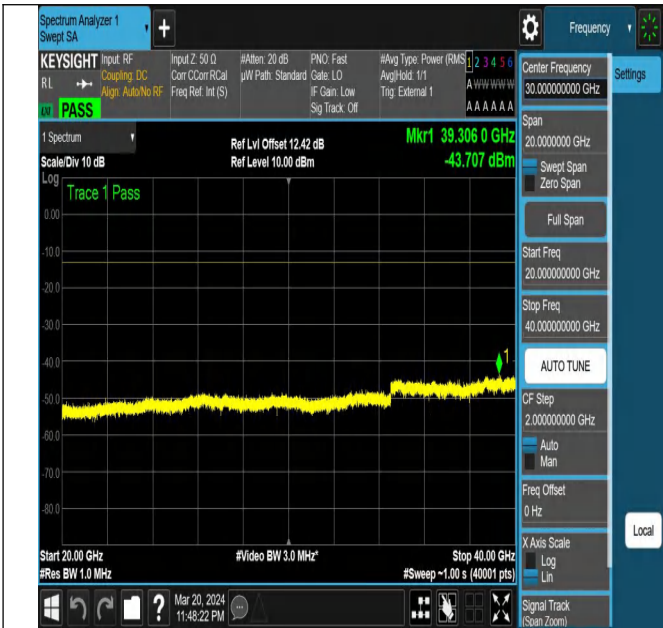 Spectrum Analyzer 1
Swept SA
+
Frequency
KEYSIGHT
RL
PASS
Input: RF
Coupling: DC
Align: Auto/No RF
Input Z: 50 Ω
Corr CCorr RCal
Freq Ref: Int (S)
#Atten: 20 dB
µW Path: Standard
PNO: Fast
Gate: LO
IF Gain: Low
Sig Track: Off
#Avg Type: Power (RMS
Avg|Hold: 1/1
Trig: External 1
1 2 3 4 5 6
A W W W W W
A A A A A A
1 Spectrum
Scale/Div 10 dB
Ref Lvl Offset 12.42 dB
Ref Level 10.00 dBm
Mkr1 39.306 0 GHz
-43.707 dBm
Log
Trace 1 Pass
0.00
-10.0
-20.0
-30.0
-40.0
-50.0
-60.0
-70.0
-80.0
1
Start 20.00 GHz
#Res BW 1.0 MHz
#Video BW 3.0 MHz*
Stop 40.00 GHz
#Sweep ~1.00 s (40001 pts)
Center Frequency
30.000000000 GHz
Settings
Span
20.0000000 GHz
Swept Span
Zero Span
Full Span
Start Freq
20.000000000 GHz
Stop Freq
40.000000000 GHz
AUTO TUNE
CF Step
2.000000000 GHz
Auto
Man
Freq Offset
0 Hz
X Axis Scale
Log
Lin
Local
Signal Track
(Span Zoom)
?
Mar 20, 2024
11:48:22 PM